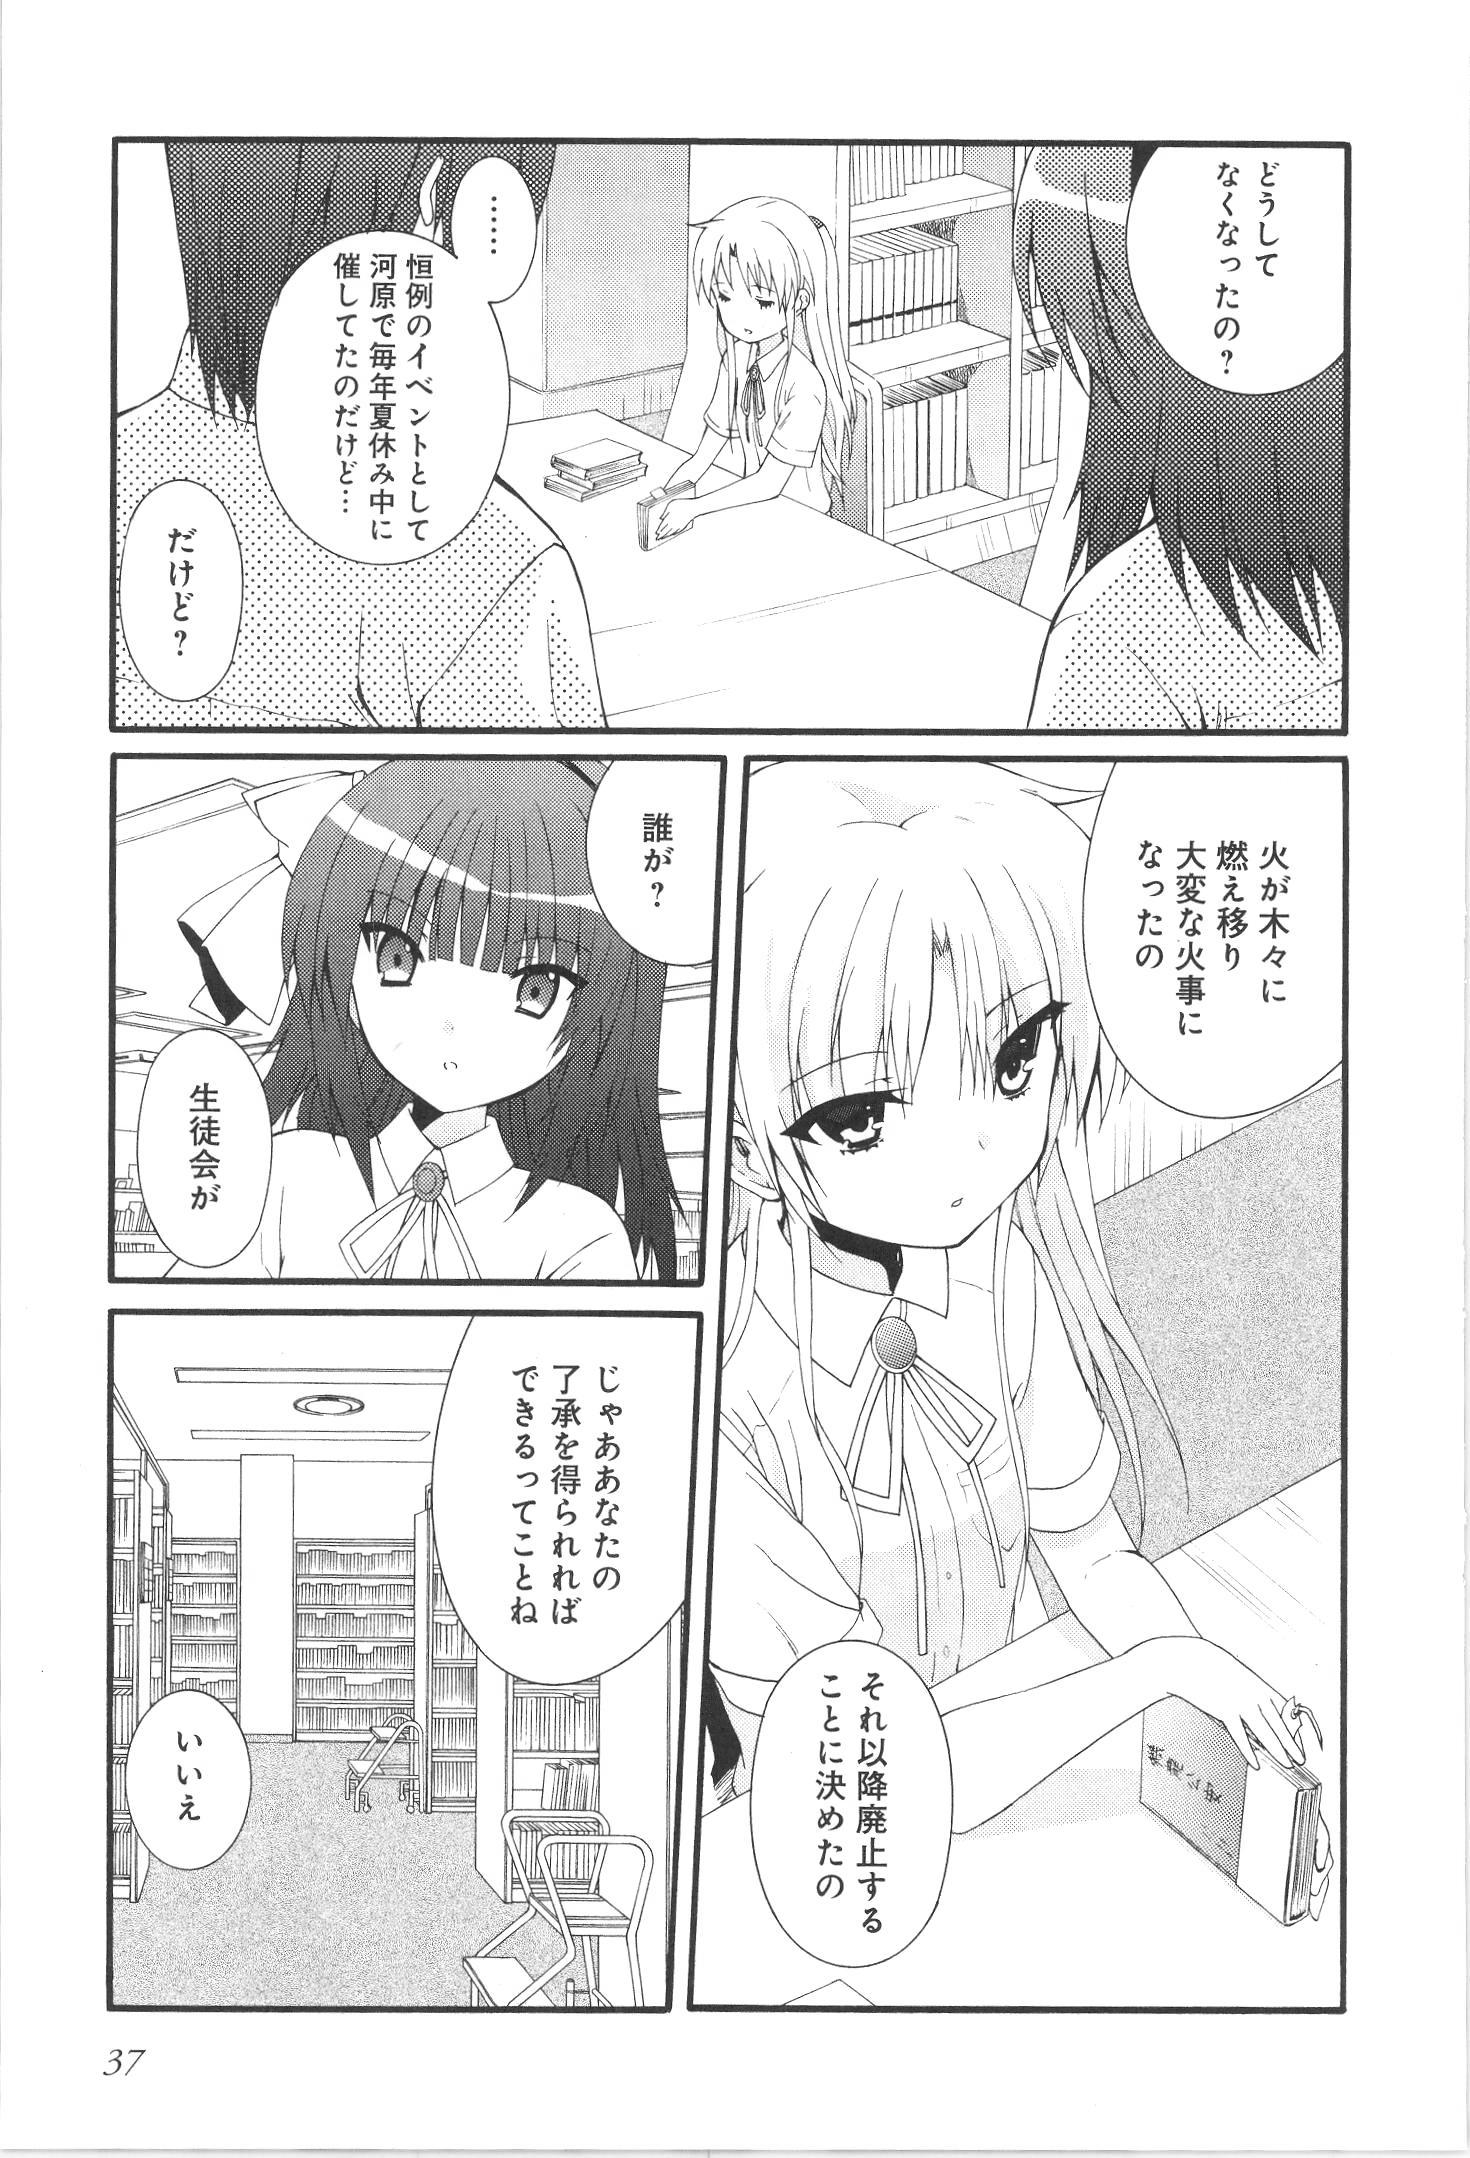 どうして
なくなったの？
……
恒例のイベントとして
河原で毎年夏休み中に
催してたのだけど…
だけど？
火が木々に
燃え移り
大変な火事に
なったの
それ以降廃止する
ことに決めたの
誰が？
生徒会が
じゃああなたの
了承を得られれば
できるってことね
いいえ
37